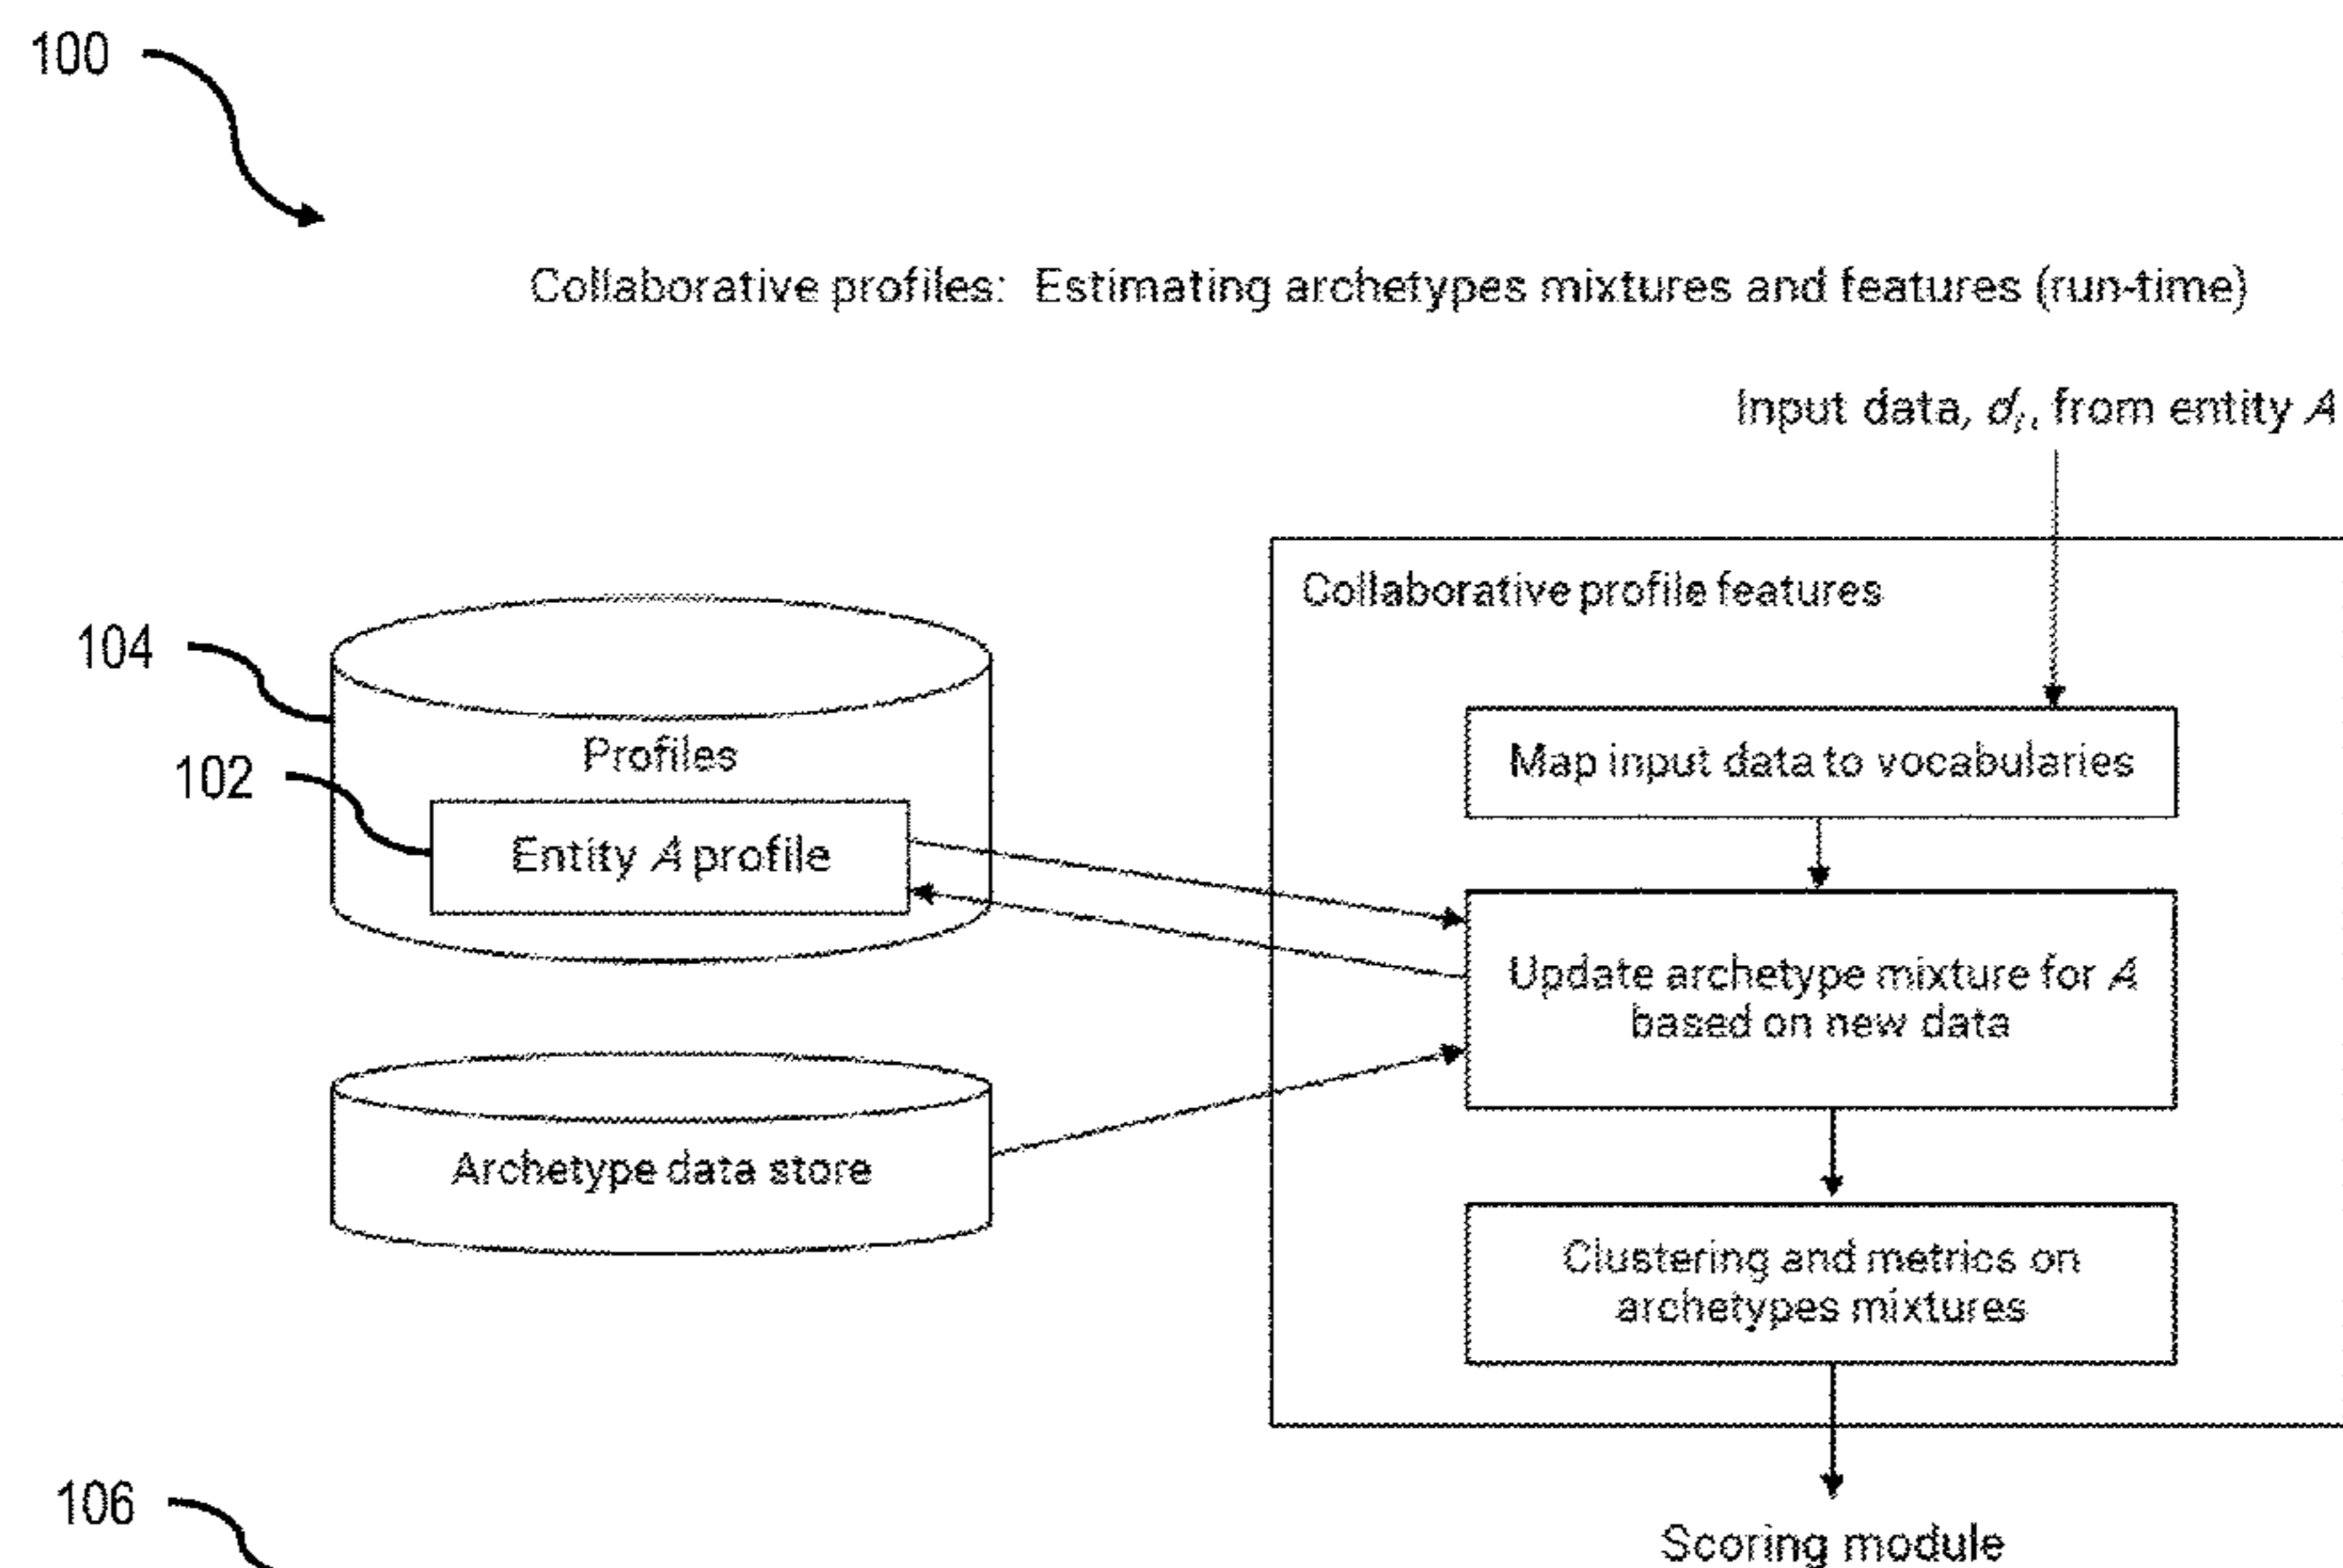 100
Collaborative profiles: Estimating archetypes mixtures and features (run-time)
Input data, dᵢ, from entity A
Collaborative profile features
104
Profiles
Map input data to vocabularies
102
Entity A profile
Update archetype mixture for A
based on new data
Archetype data store
Clustering and metrics on
archetypes mixtures
106
Scoring module